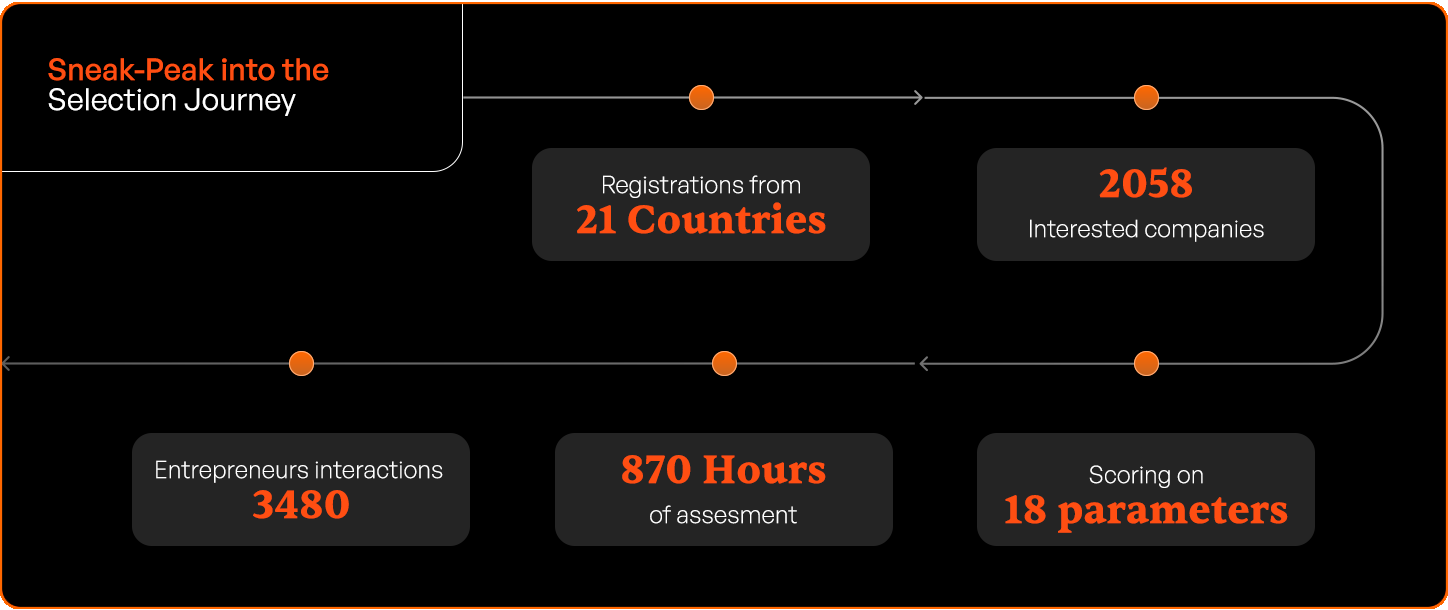 Sneak-Peak into the
Selection Journey
Registrations from
21 Countries
2058
Interested companies
Scoring on
18 parameters
870 Hours
of assesment
Entrepreneurs interactions
3480